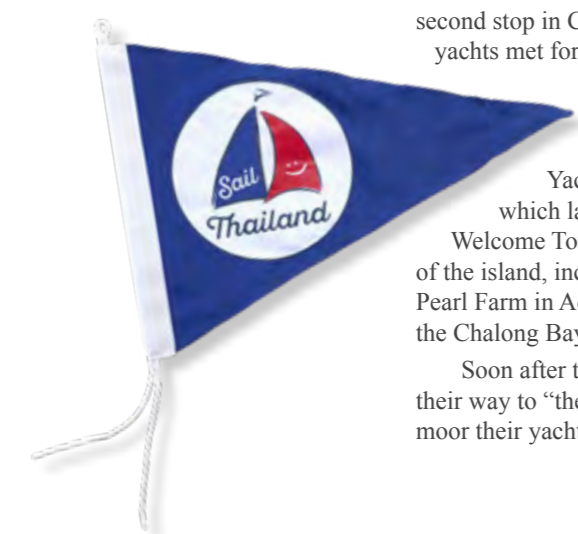 Sail
Thailand
second stop in C
yachts met for
Yac
which la
Welcome To
of the island, inc
Pearl Farm in A
the Chalong Bay
Soon after t
their way to “the
moor their yacht